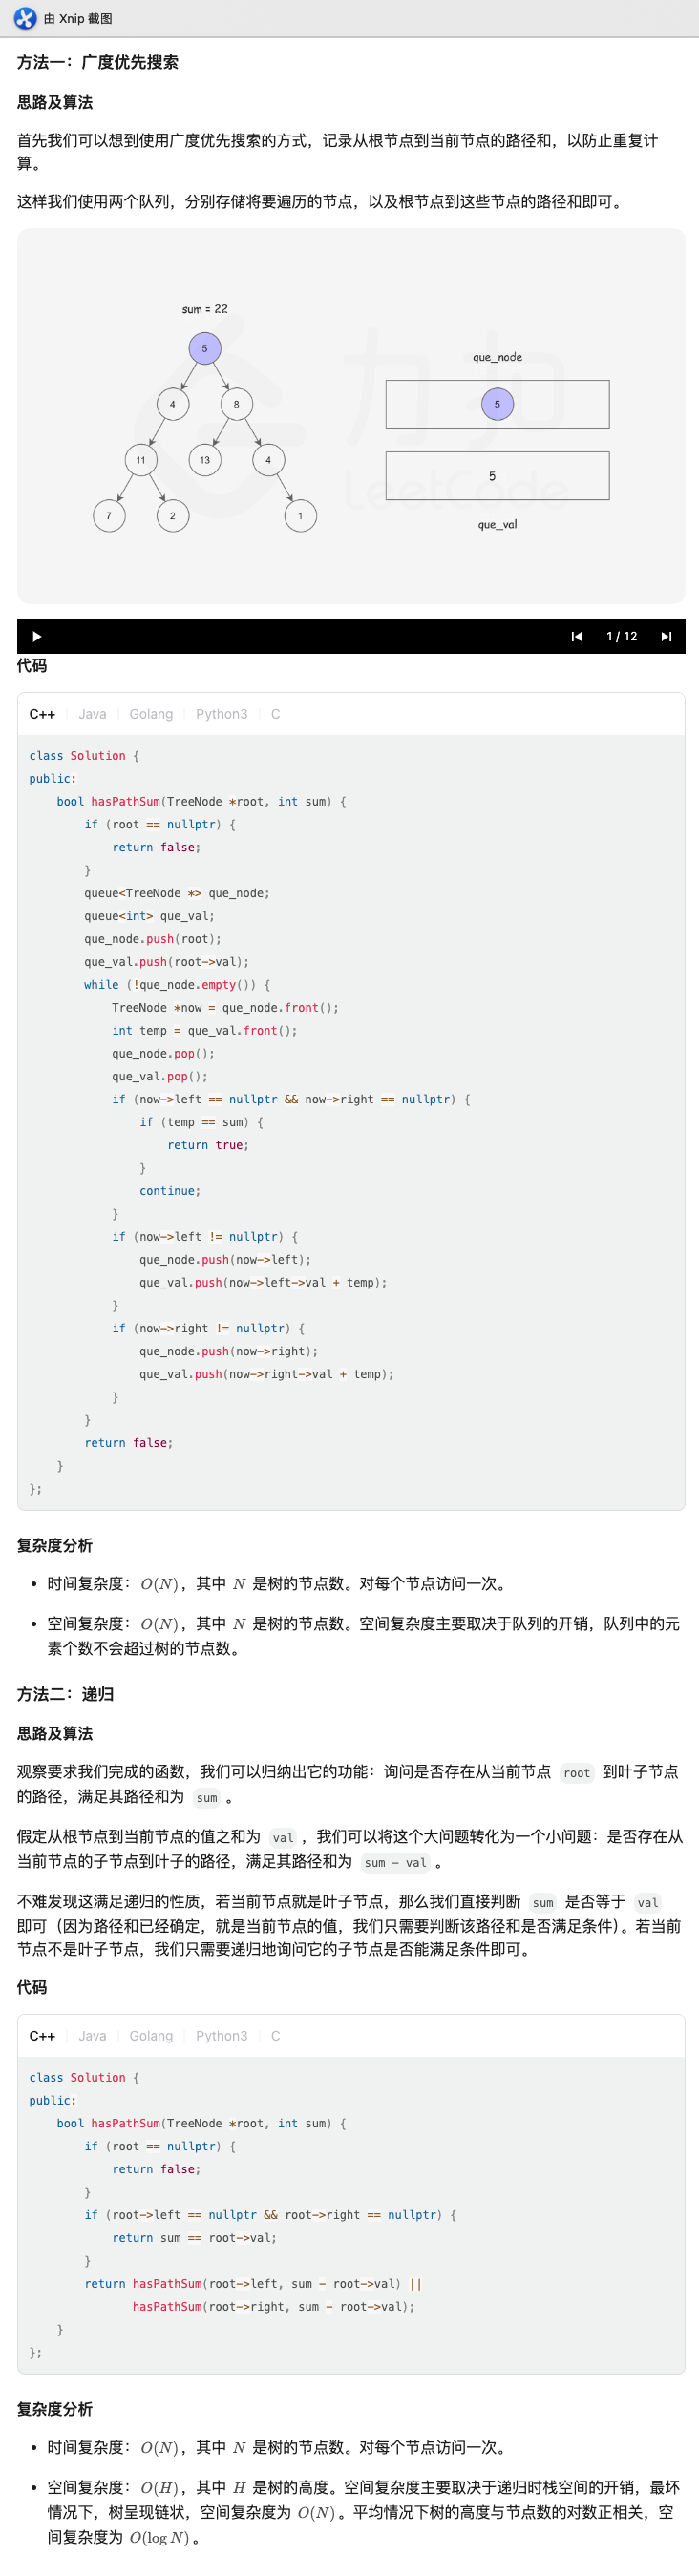 由 Xnip 截图
方法一：广度优先搜索
思路及算法
首先我们可以想到使用广度优先搜索的方式，记录从根节点到当前节点的路径和，以防止重复计
算。
这样我们使用两个队列，分别存储将要遍历的节点，以及根节点到这些节点的路径和即可。
sum = 22
5
que_node
4 8 5
力扣
11 13 4
5
LeetCode
7 2 1
que_val
1 / 12
代码
C++ Java Golang Python3 C
class Solution {
public:
    bool hasPathSum(TreeNode *root, int sum) {
        if (root == nullptr) {
            return false;
        }
        queue<TreeNode *> que_node;
        queue<int> que_val;
        que_node.push(root);
        que_val.push(root->val);
        while (!que_node.empty()) {
            TreeNode *now = que_node.front();
            int temp = que_val.front();
            que_node.pop();
            que_val.pop();
            if (now->left == nullptr && now->right == nullptr) {
                if (temp == sum) {
                    return true;
                }
                continue;
            }
            if (now->left != nullptr) {
                que_node.push(now->left);
                que_val.push(now->left->val + temp);
            }
            if (now->right != nullptr) {
                que_node.push(now->right);
                que_val.push(now->right->val + temp);
            }
        }
        return false;
    }
};
复杂度分析
• 时间复杂度：O(N)，其中 N 是树的节点数。对每个节点访问一次。
• 空间复杂度：O(N)，其中 N 是树的节点数。空间复杂度主要取决于队列的开销，队列中的元
素个数不会超过树的节点数。
方法二：递归
思路及算法
观察要求我们完成的函数，我们可以归纳出它的功能：询问是否存在从当前节点 root 到叶子节点
的路径，满足其路径和为 sum 。
假定从根节点到当前节点的值之和为 val ，我们可以将这个大问题转化为一个小问题：是否存在从
当前节点的子节点到叶子的路径，满足其路径和为 sum - val 。
不难发现这满足递归的性质，若当前节点就是叶子节点，那么我们直接判断 sum 是否等于 val
即可（因为路径和已经确定，就是当前节点的值，我们只需要判断该路径和是否满足条件）。若当前
节点不是叶子节点，我们只需要递归地询问它的子节点是否能满足条件即可。
代码
C++ Java Golang Python3 C
class Solution {
public:
    bool hasPathSum(TreeNode *root, int sum) {
        if (root == nullptr) {
            return false;
        }
        if (root->left == nullptr && root->right == nullptr) {
            return sum == root->val;
        }
        return hasPathSum(root->left, sum - root->val) ||
               hasPathSum(root->right, sum - root->val);
    }
};
复杂度分析
• 时间复杂度：O(N)，其中 N 是树的节点数。对每个节点访问一次。
• 空间复杂度：O(H)，其中 H 是树的高度。空间复杂度主要取决于递归时栈空间的开销，最坏
情况下，树呈现链状，空间复杂度为 O(N)。平均情况下树的高度与节点数的对数正相关，空
间复杂度为 O(log N)。